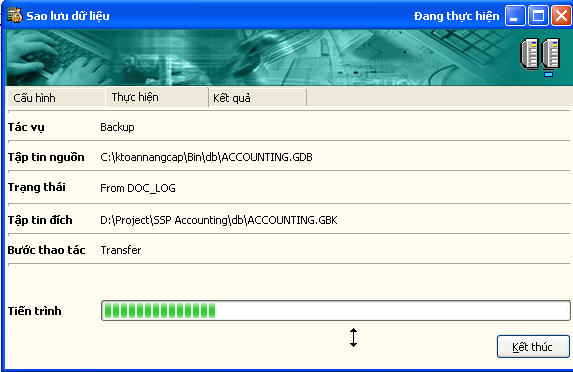 Sao lưu dữ liệu Đang thực hiện
Cấu hình Thực hiện Kết quả
Tác vụ Backup
Tập tin nguồn C:\ktoannangcap\Bin\db\ACCOUNTING.GDB
Trạng thái From DOC_LOG
Tập tin đích D:\Project\SSP Accounting\db\ACCOUNTING.GBK
Bước thao tác Transfer
Tiến trình
Kết thúc